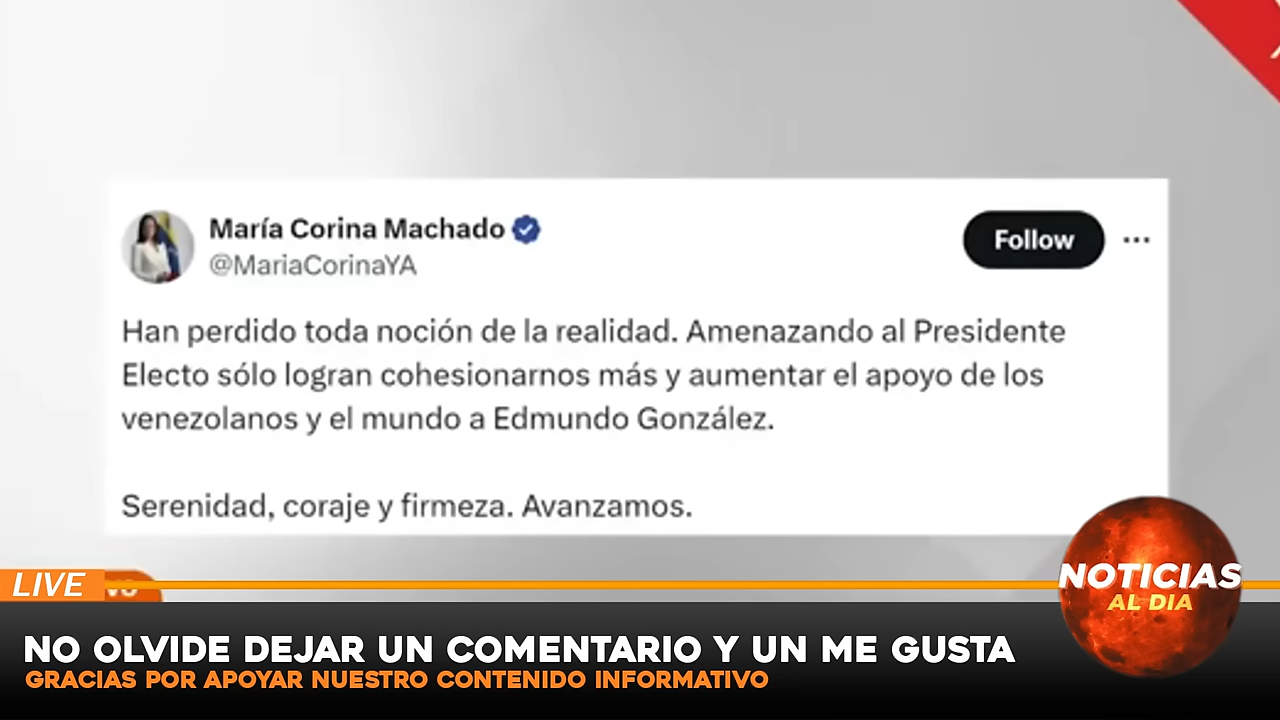 María Corina Machado
@MariaCorinaYA
Follow
Han perdido toda noción de la realidad. Amenazando al Presidente
Electo sólo logran cohesionarnos más y aumentar el apoyo de los
venezolanos y el mundo a Edmundo González.
Serenidad, coraje y firmeza. Avanzamos.
LIVE
NOTICIAS
AL DIA
NO OLVIDE DEJAR UN COMENTARIO Y UN ME GUSTA
GRACIAS POR APOYAR NUESTRO CONTENIDO INFORMATIVO